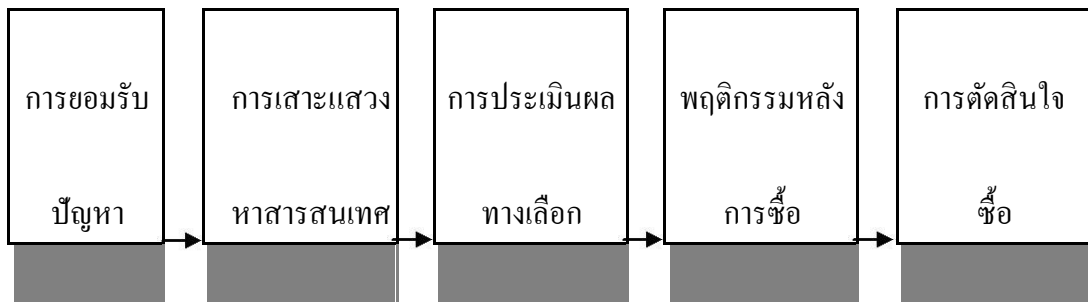 การยอมรับ
ปัญหา
การเสาะแสวง
หาสารสนเทศ
การประเมินผล
ทางเลือก
พฤติกรรมหลัง
การซื้อ
การตัดสินใจ
ซื้อ